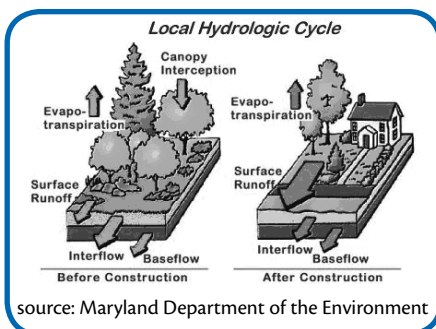 Local Hydrologic Cycle
Canopy
Interception
Evapo-
transpiration
Surface
Runoff
Interflow
Baseflow
Before Construction
Evapo-
transpiration
Surface
Runoff
Interflow
Baseflow
After Construction
source: Maryland Department of the Environment